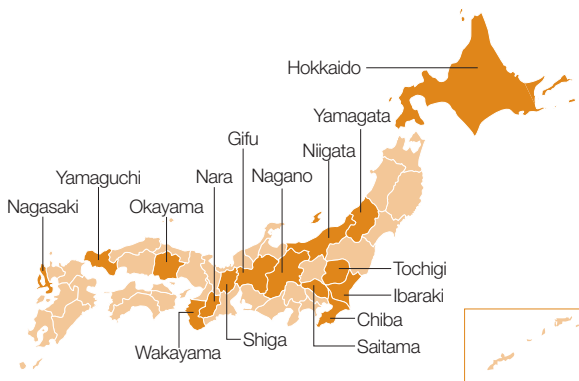 Hokkaido
Yamagata
Gifu
Niigata
Yamaguchi
Nara
Nagano
Nagasaki
Okayama
Tochigi
Ibaraki
Chiba
Shiga
Saitama
Wakayama